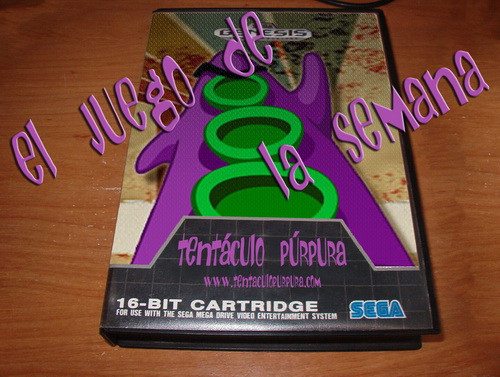 GENESIS
el juego de
la semana
tentáculo púrpura
www.tentaculopurpura.com
16-BIT CARTRIDGE
FOR USE WITH THE SEGA MEGA DRIVE VIDEO ENTERTAINMENT SYSTEM
SEGA